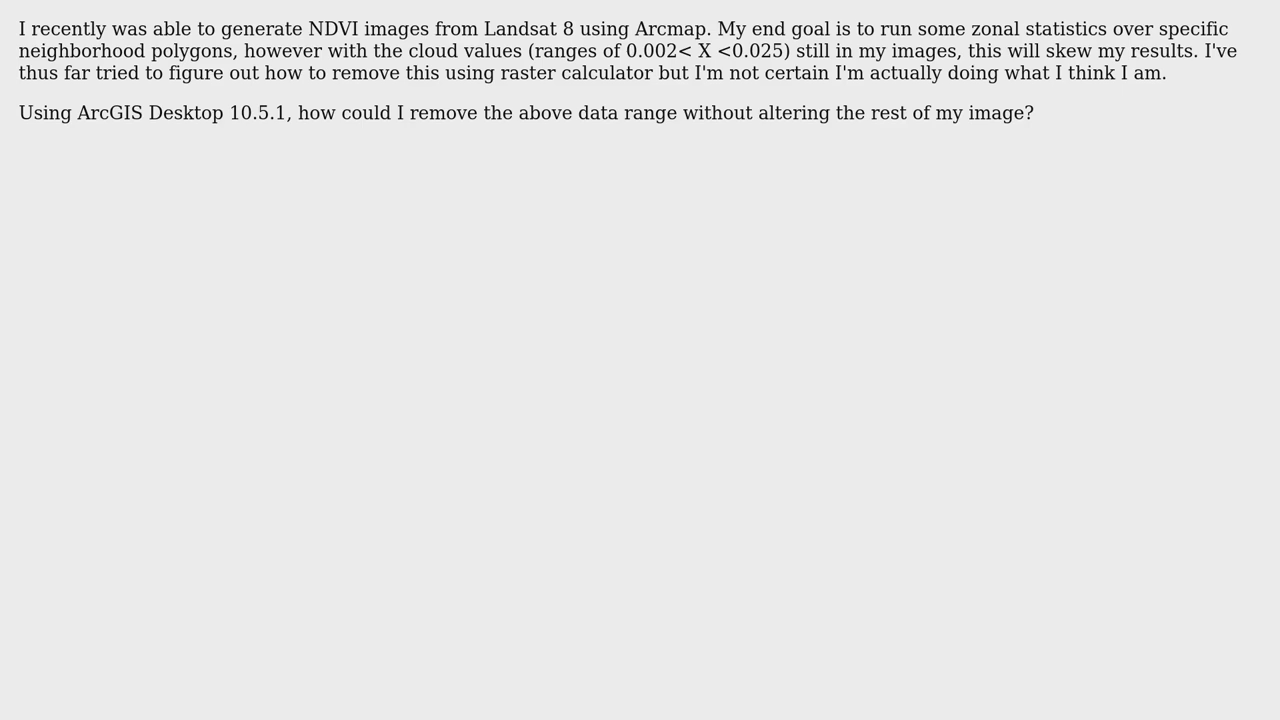 I recently was able to generate NDVI images from Landsat 8 using Arcmap. My end goal is to run some zonal statistics over specific
neighborhood polygons, however with the cloud values (ranges of 0.002< X <0.025) still in my images, this will skew my results. I've
thus far tried to figure out how to remove this using raster calculator but I'm not certain I'm actually doing what I think I am.
Using ArcGIS Desktop 10.5.1, how could I remove the above data range without altering the rest of my image?